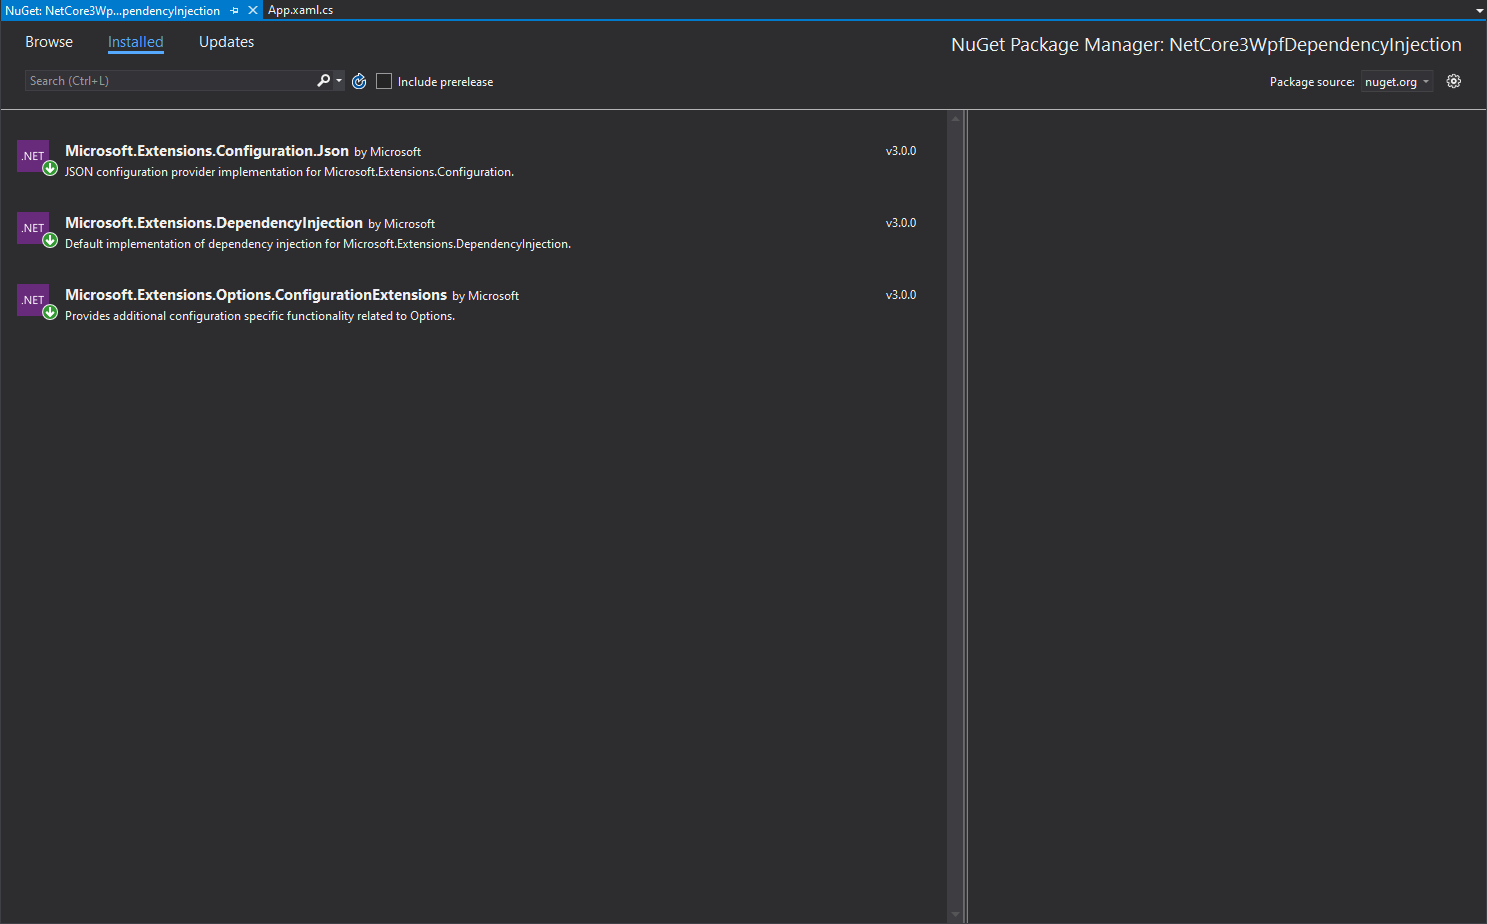 NuGet: NetCore3Wp...pendencyInjection App.xaml.cs
Browse Installed Updates NuGet Package Manager: NetCore3WpfDependencyInjection
Search (Ctrl+L) Include prerelease Package source: nuget.org
.NET Microsoft.Extensions.Configuration.Json by Microsoft v3.0.0
JSON configuration provider implementation for Microsoft.Extensions.Configuration.
.NET Microsoft.Extensions.DependencyInjection by Microsoft v3.0.0
Default implementation of dependency injection for Microsoft.Extensions.DependencyInjection.
.NET Microsoft.Extensions.Options.ConfigurationExtensions by Microsoft v3.0.0
Provides additional configuration specific functionality related to Options.